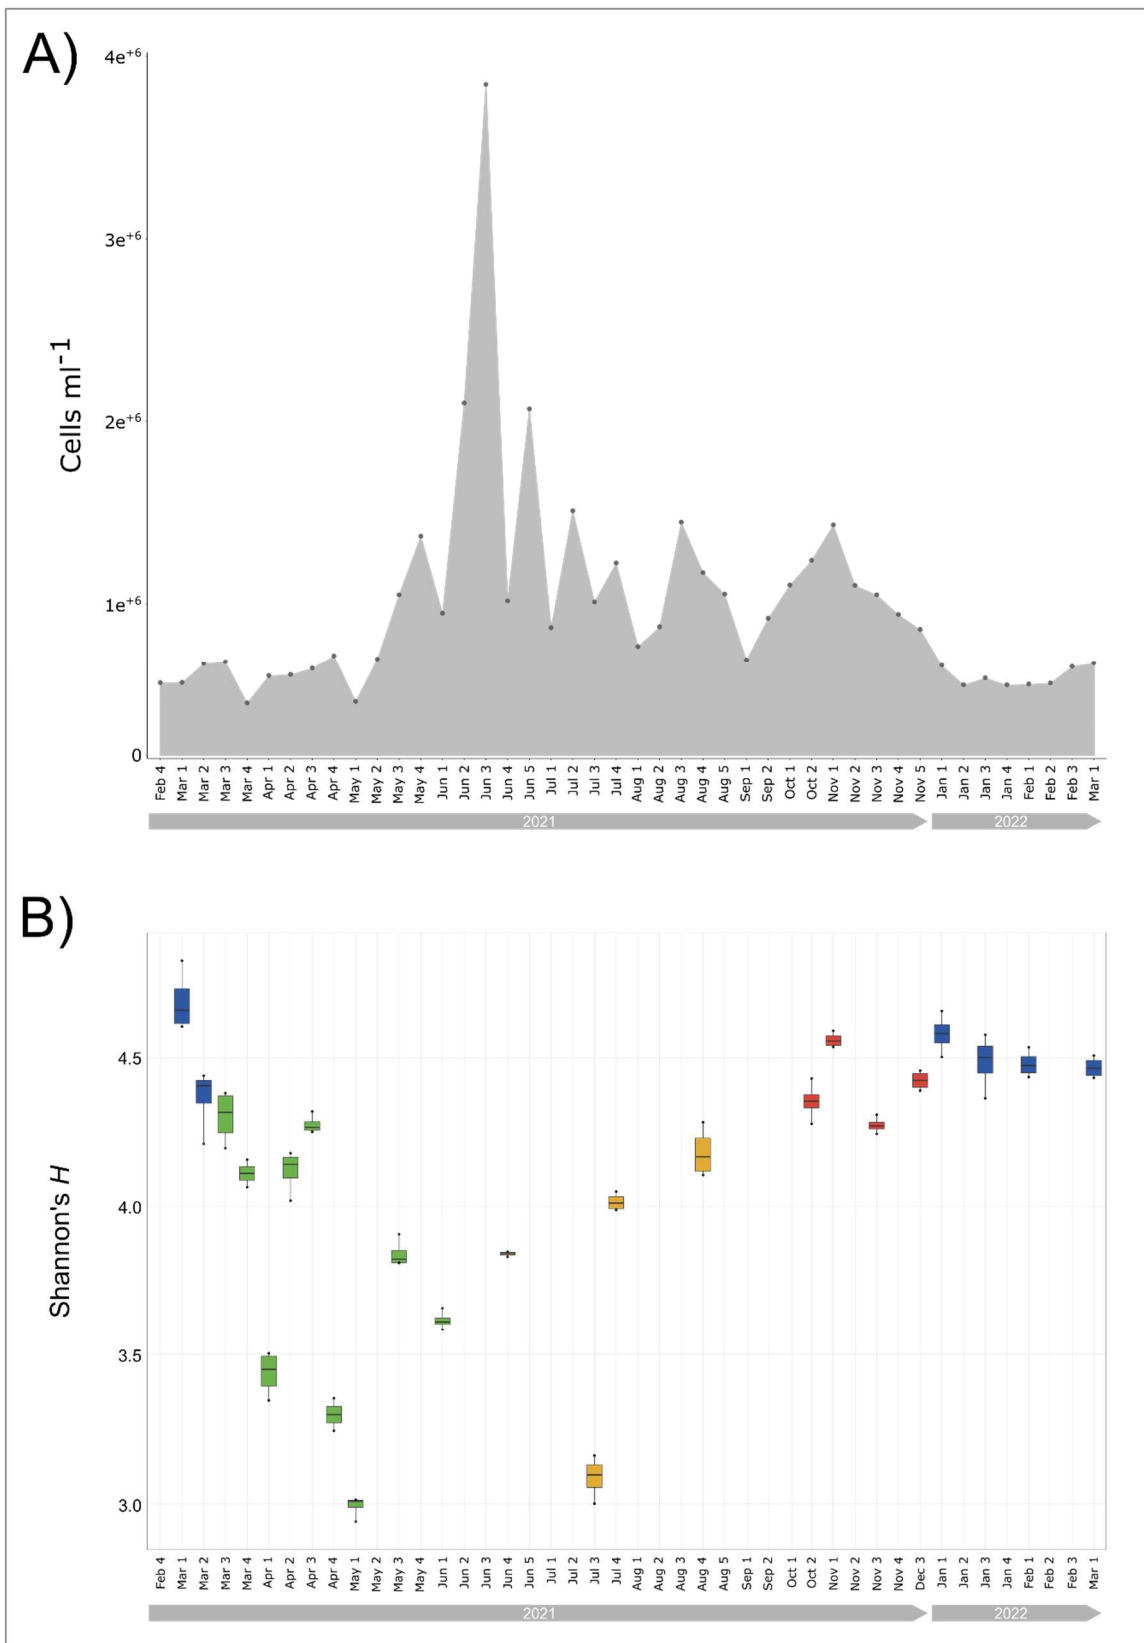 A)
4e+6
3e+6
2e+6
1e+6
0
Cells ml-1
Feb 4
Mar 1
Mar 2
Mar 3
Mar 4
Apr 1
Apr 2
Apr 3
Apr 4
May 1
May 2
May 3
May 4
Jun 1
Jun 2
Jun 3
Jun 4
Jun 5
Jul 1
Jul 2
Jul 3
Jul 4
Aug 1
Aug 2
Aug 3
Aug 4
Aug 5
Sep 1
Sep 2
Oct 1
Oct 2
Nov 1
Nov 2
Nov 3
Nov 4
Nov 5
Jan 1
Jan 2
Jan 3
Jan 4
Feb 1
Feb 2
Feb 3
Mar 1
2021
2022
B)
4.5
4.0
3.5
3.0
Shannon's H
Feb 4
Mar 1
Mar 2
Mar 3
Mar 4
Apr 1
Apr 2
Apr 3
Apr 4
May 1
May 2
May 3
May 4
Jun 1
Jun 2
Jun 3
Jun 4
Jun 5
Jul 1
Jul 2
Jul 3
Jul 4
Aug 1
Aug 2
Aug 3
Aug 4
Aug 5
Sep 1
Sep 2
Oct 1
Oct 2
Nov 1
Nov 2
Nov 3
Nov 4
Dec 3
Jan 1
Jan 2
Jan 3
Jan 4
Feb 1
Feb 2
Feb 3
Mar 1
2021
2022